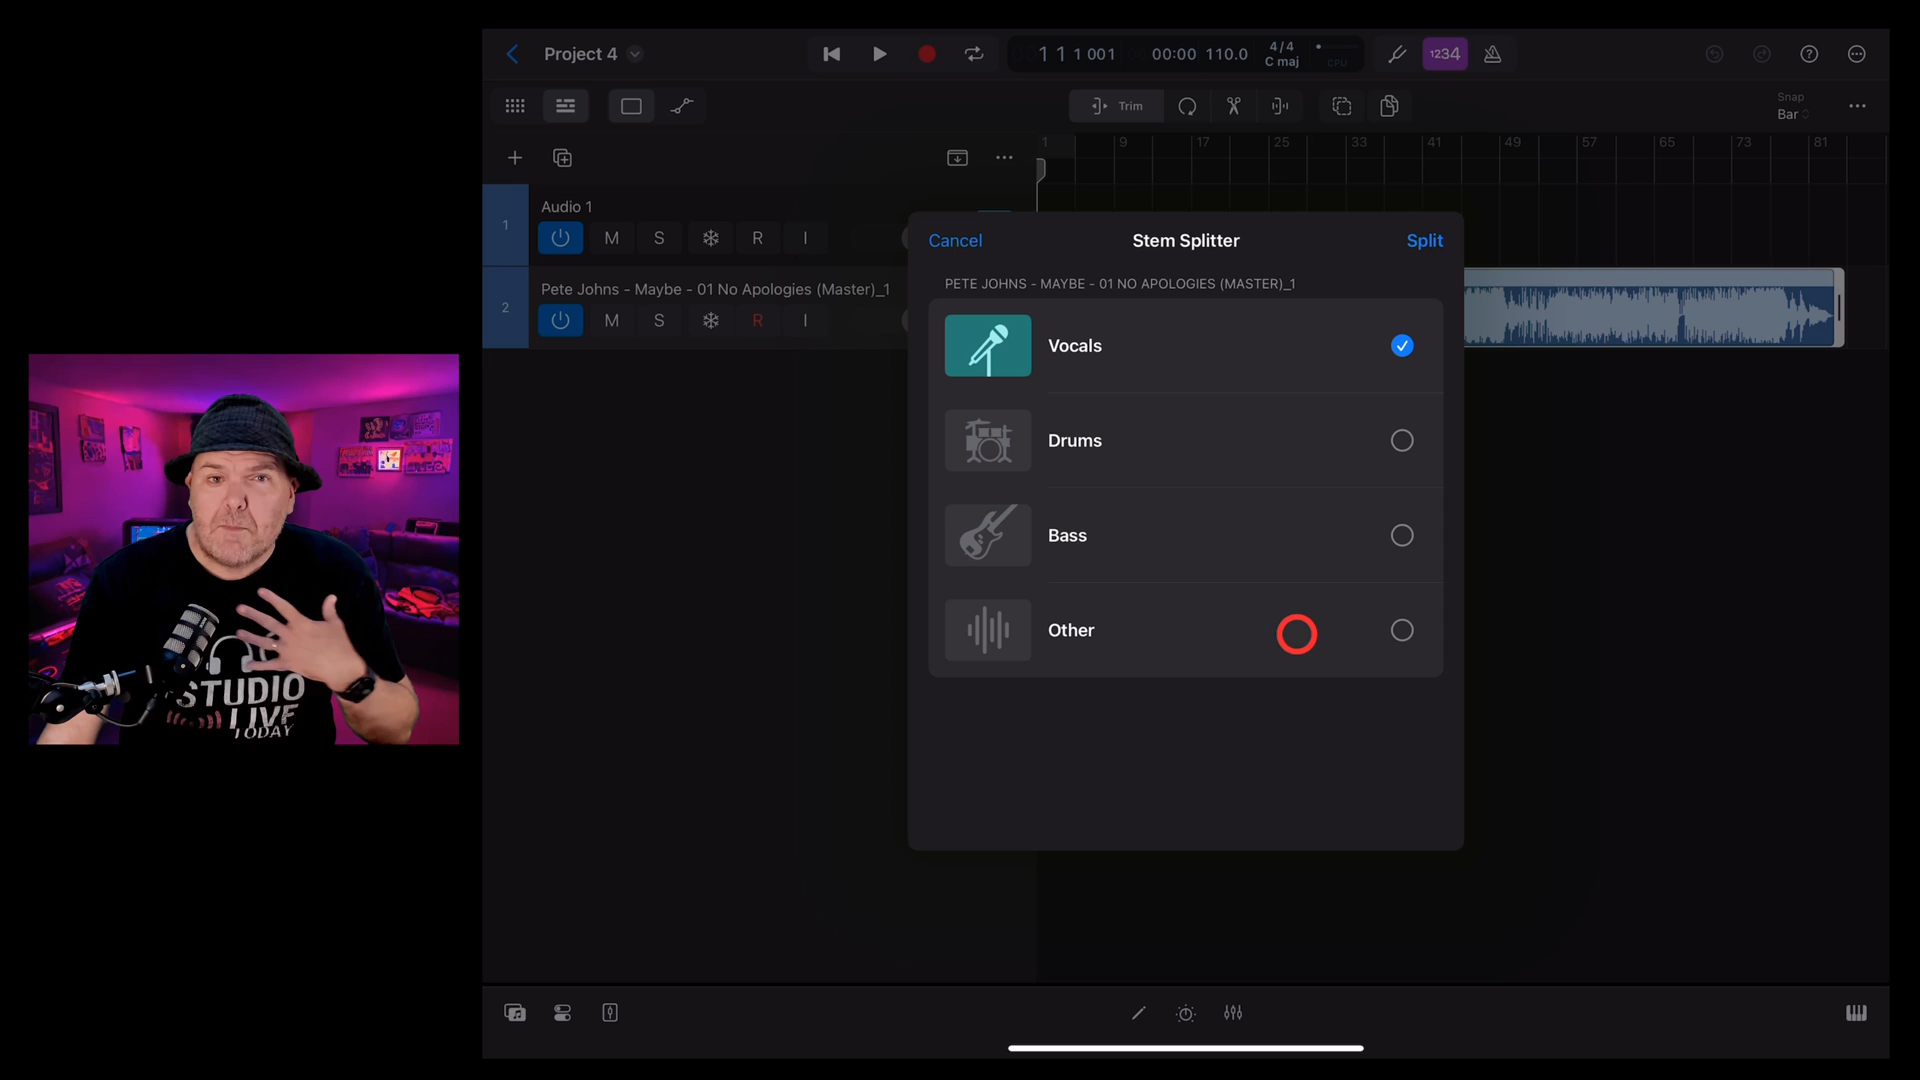 Project 4
1 1 1 001
00:00
110.0
4/4
C maj
CPU
1234
Trim
Snap
Bar
1
9
17
25
33
41
49
57
65
73
81
1
Audio 1
M
S
R
I
2
Pete Johns - Maybe - 01 No Apologies (Master)_1
M
S
R
I
Cancel
Stem Splitter
Split
PETE JOHNS - MAYBE - 01 NO APOLOGIES (MASTER)_1
Vocals
Drums
Bass
Other
STUDIO
LIVE
TODAY